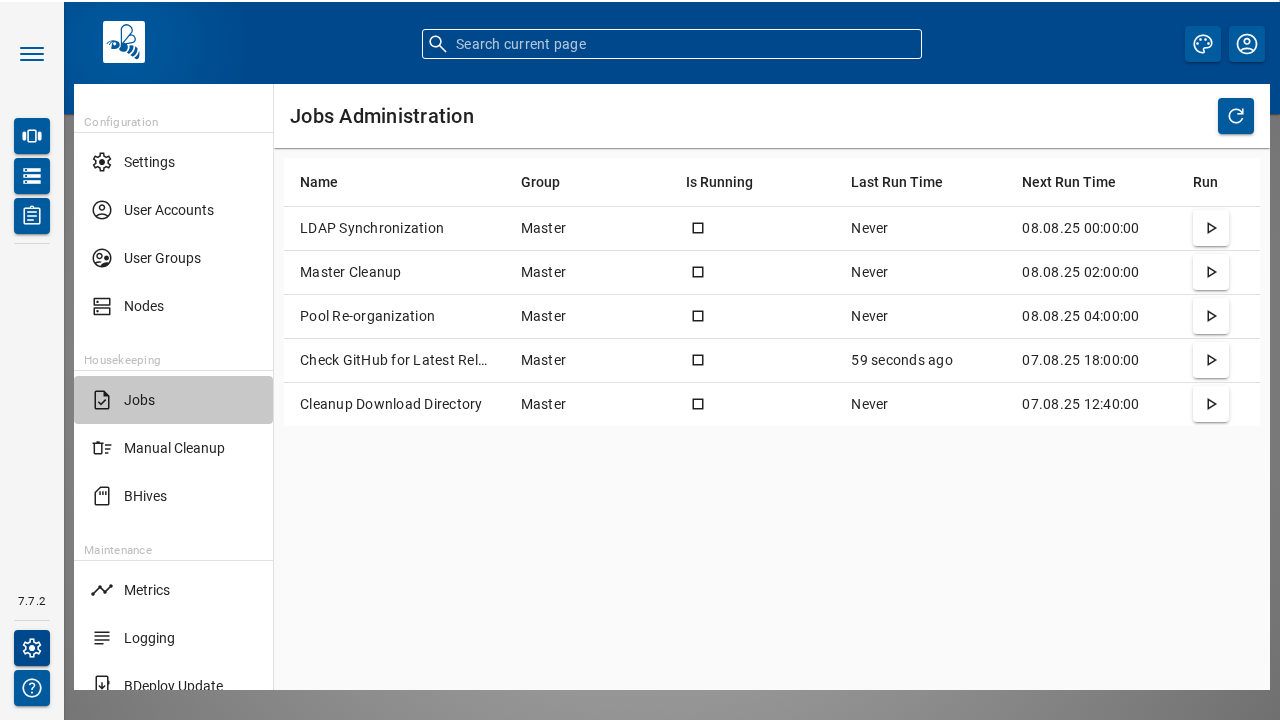 Search current page
Configuration
Settings
User Accounts
User Groups
Nodes
Housekeeping
Jobs
Manual Cleanup
BHives
Maintenance
Metrics
Logging
BDeploy Update
7.7.2
Jobs Administration
Name Group Is Running Last Run Time Next Run Time Run
LDAP Synchronization Master Never 08.08.25 00:00:00
Master Cleanup Master Never 08.08.25 02:00:00
Pool Re-organization Master Never 08.08.25 04:00:00
Check GitHub for Latest Rel... Master 59 seconds ago 07.08.25 18:00:00
Cleanup Download Directory Master Never 07.08.25 12:40:00